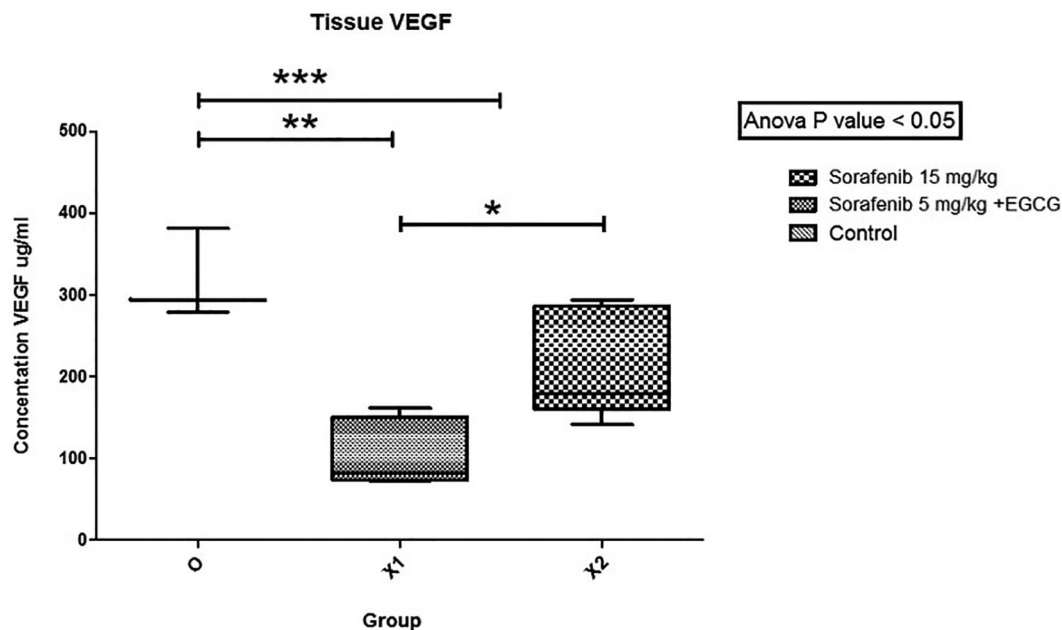 Tissue VEGF
***
**
*
Anova P value < 0.05
Sorafenib 15 mg/kg
Sorafenib 5 mg/kg +EGCG
Control
Concentation VEGF ug/ml
500
400
300
200
100
0
O
X1
X2
Group